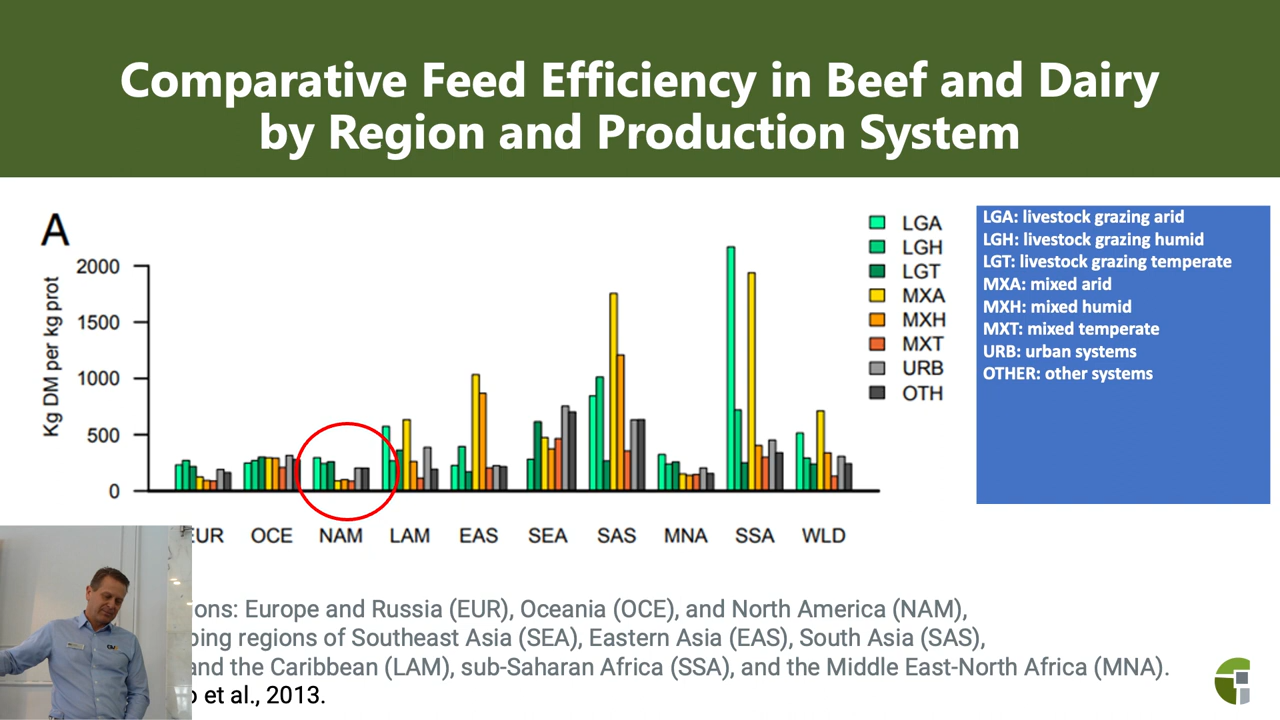 Comparative Feed Efficiency in Beef and Dairy
by Region and Production System
A
Kg DM per kg prot
2000
1500
1000
500
0
EUR OCE NAM LAM EAS SEA SAS MNA SSA WLD
LGA
LGH
LGT
MXA
MXH
MXT
URB
OTH
LGA: livestock grazing arid
LGH: livestock grazing humid
LGT: livestock grazing temperate
MXA: mixed arid
MXH: mixed humid
MXT: mixed temperate
URB: urban systems
OTHER: other systems
Europe and Russia (EUR), Oceania (OCE), and North America (NAM),
regions of Southeast Asia (SEA), Eastern Asia (EAS), South Asia (SAS),
and the Caribbean (LAM), sub-Saharan Africa (SSA), and the Middle East-North Africa (MNA).
et al., 2013.